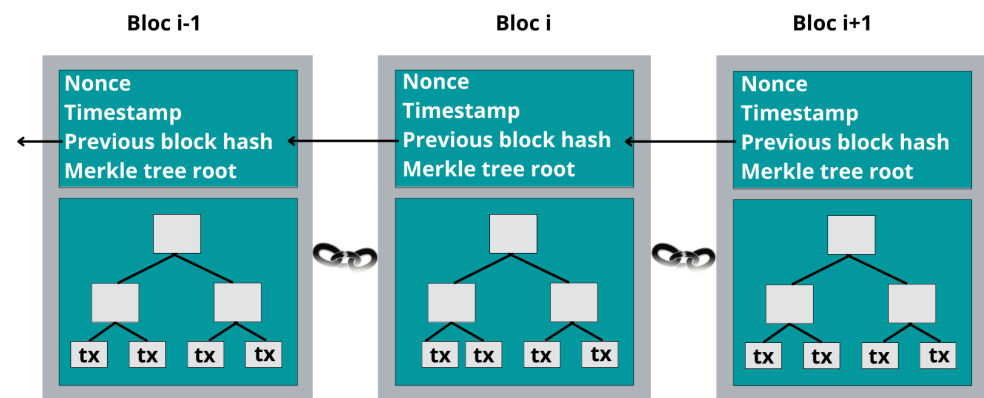 Bloc i-1
Nonce
Timestamp
Previous block hash
Merkle tree root
tx tx tx tx
Bloc i
Nonce
Timestamp
Previous block hash
Merkle tree root
tx tx tx tx
Bloc i+1
Nonce
Timestamp
Previous block hash
Merkle tree root
tx tx tx tx